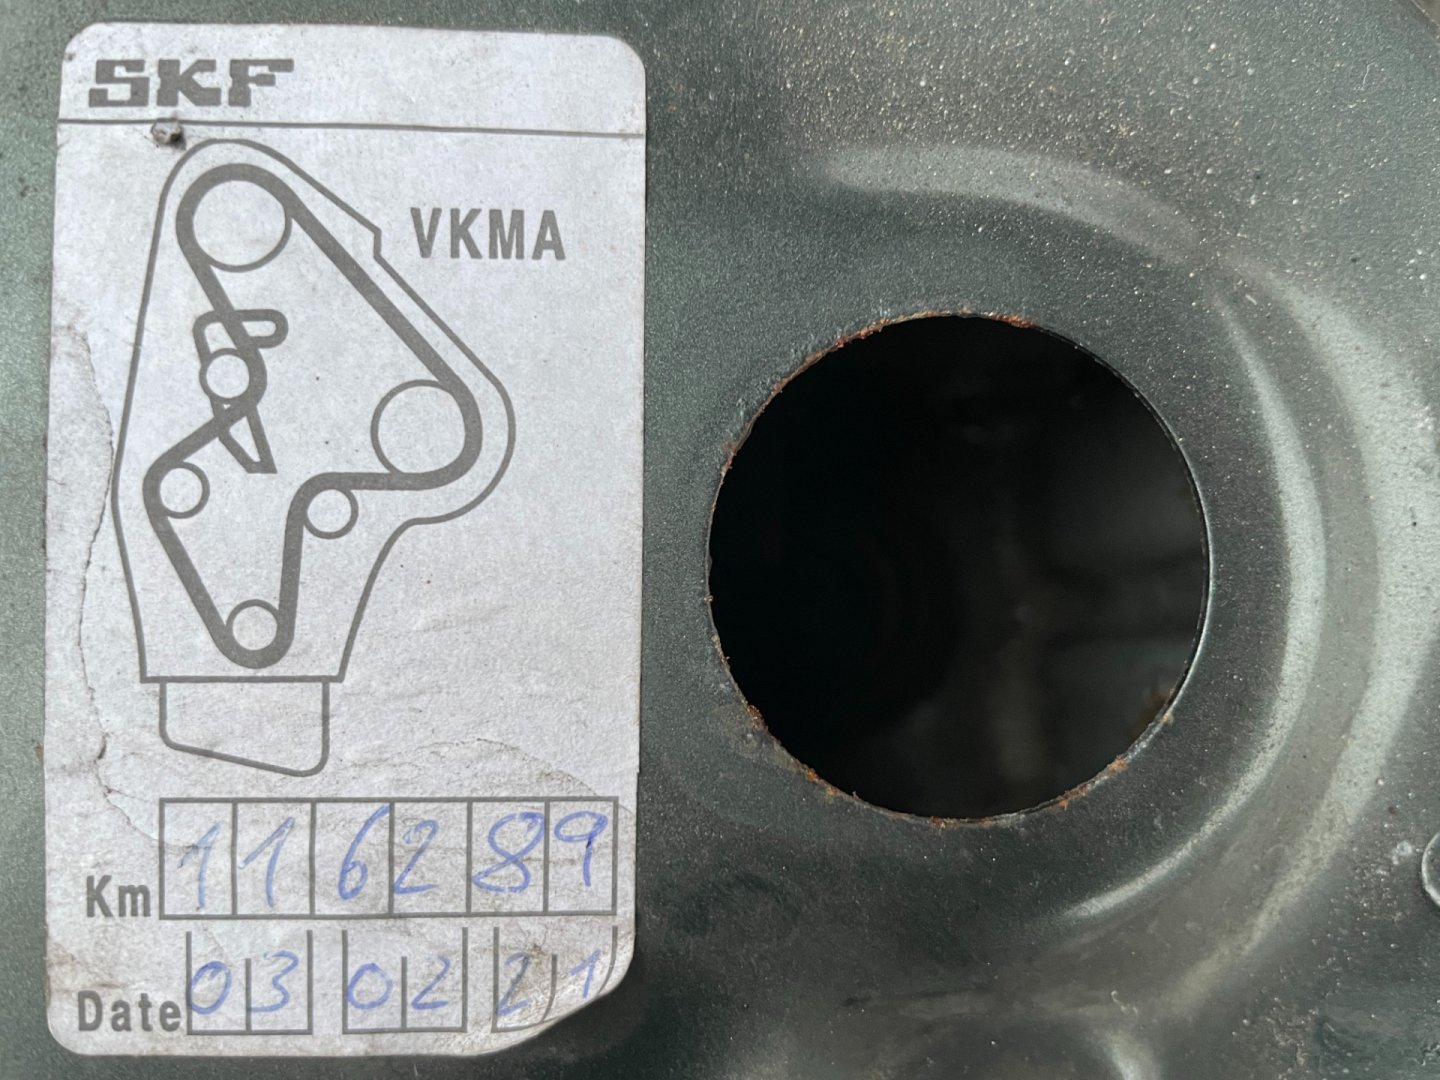 SKF
VKMA
Km 116289
Date 03 02 21